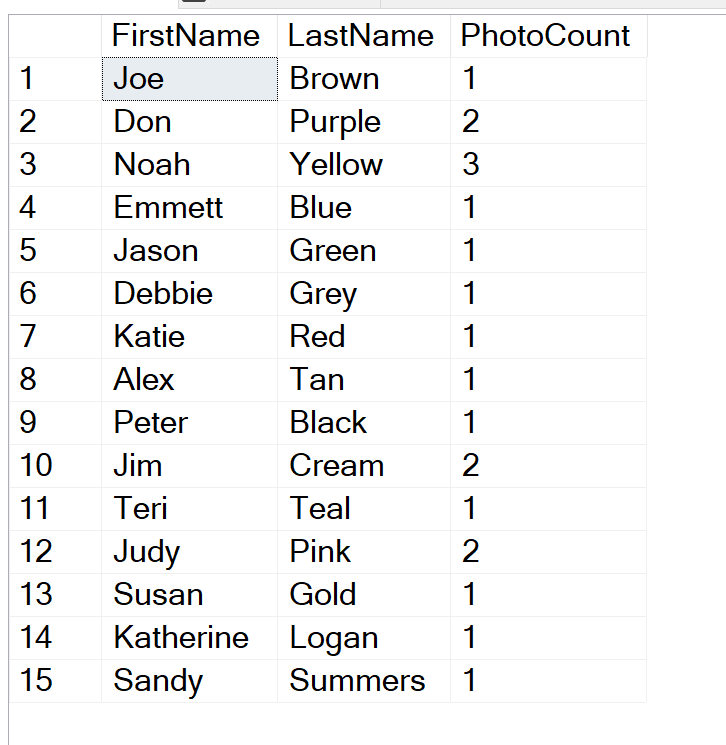 FirstName LastName PhotoCount
1 Joe Brown 1
2 Don Purple 2
3 Noah Yellow 3
4 Emmett Blue 1
5 Jason Green 1
6 Debbie Grey 1
7 Katie Red 1
8 Alex Tan 1
9 Peter Black 1
10 Jim Cream 2
11 Teri Teal 1
12 Judy Pink 2
13 Susan Gold 1
14 Katherine Logan 1
15 Sandy Summers 1